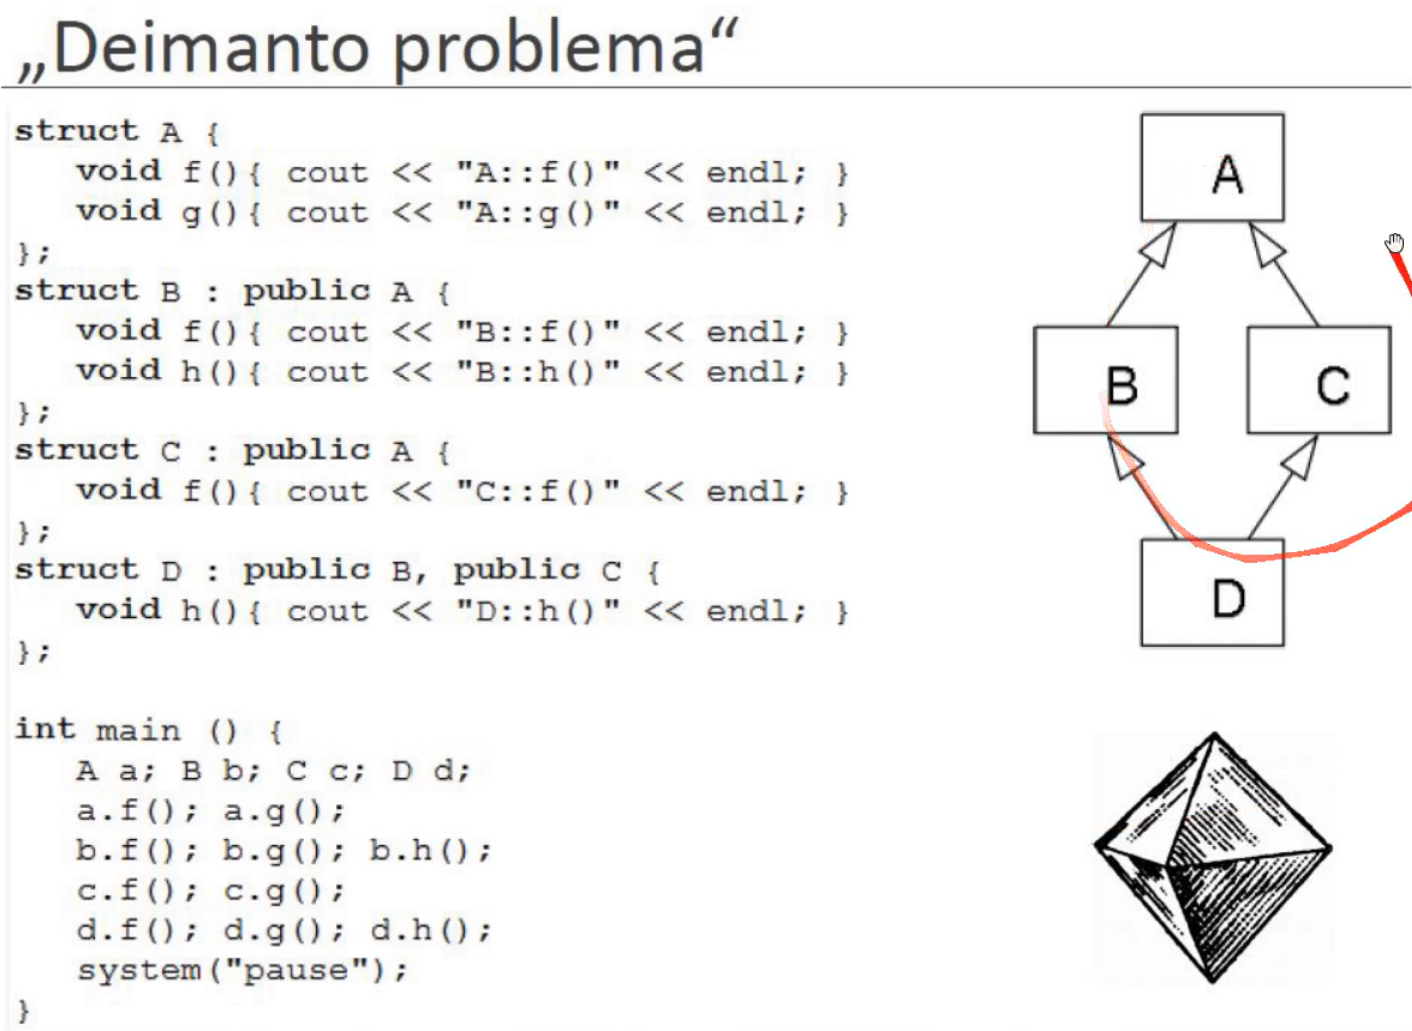 „Deimanto problema“
struct A {
   void f(){ cout << "A::f()" << endl; }
   void g(){ cout << "A::g()" << endl; }
};
struct B : public A {
   void f(){ cout << "B::f()" << endl; }
   void h(){ cout << "B::h()" << endl; }
};
struct C : public A {
   void f(){ cout << "C::f()" << endl; }
};
struct D : public B, public C {
   void h(){ cout << "D::h()" << endl; }
};
int main () {
   A a; B b; C c; D d;
   a.f(); a.g();
   b.f(); b.g(); b.h();
   c.f(); c.g();
   d.f(); d.g(); d.h();
   system("pause");
}
A
B
C
D